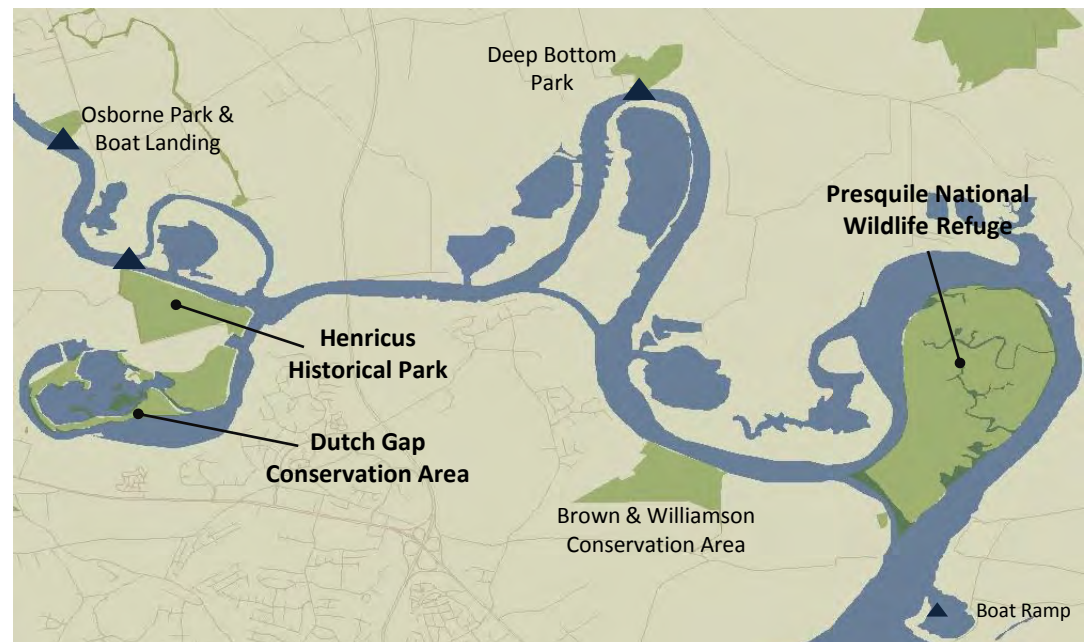 Deep Bottom
Park
Osborne Park &
Boat Landing
Presquile National
Wildlife Refuge
Henricus
Historical Park
Dutch Gap
Conservation Area
Brown & Williamson
Conservation Area
Boat Ramp